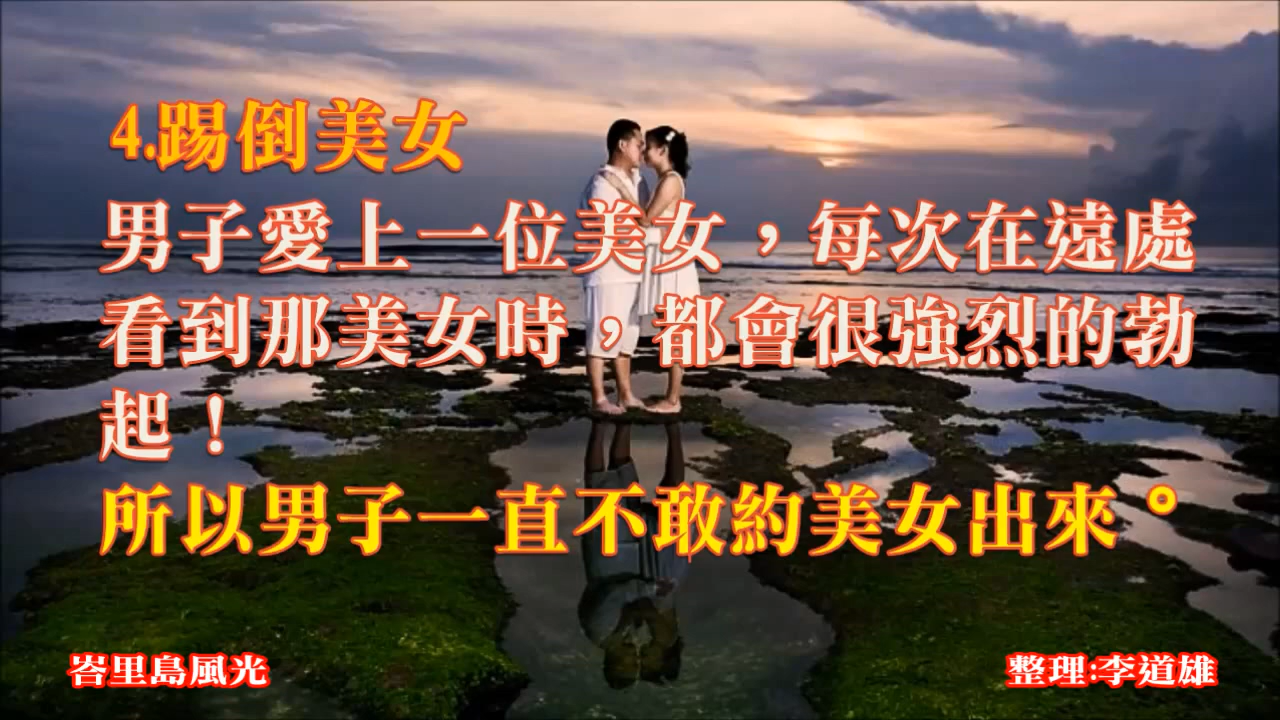 4.踢倒美女
男子愛上一位美女，每次在遠處
看到那美女時，都會很強烈的勃
起！
所以男子一直不敢約美女出來。
峇里島風光
整理:李道雄